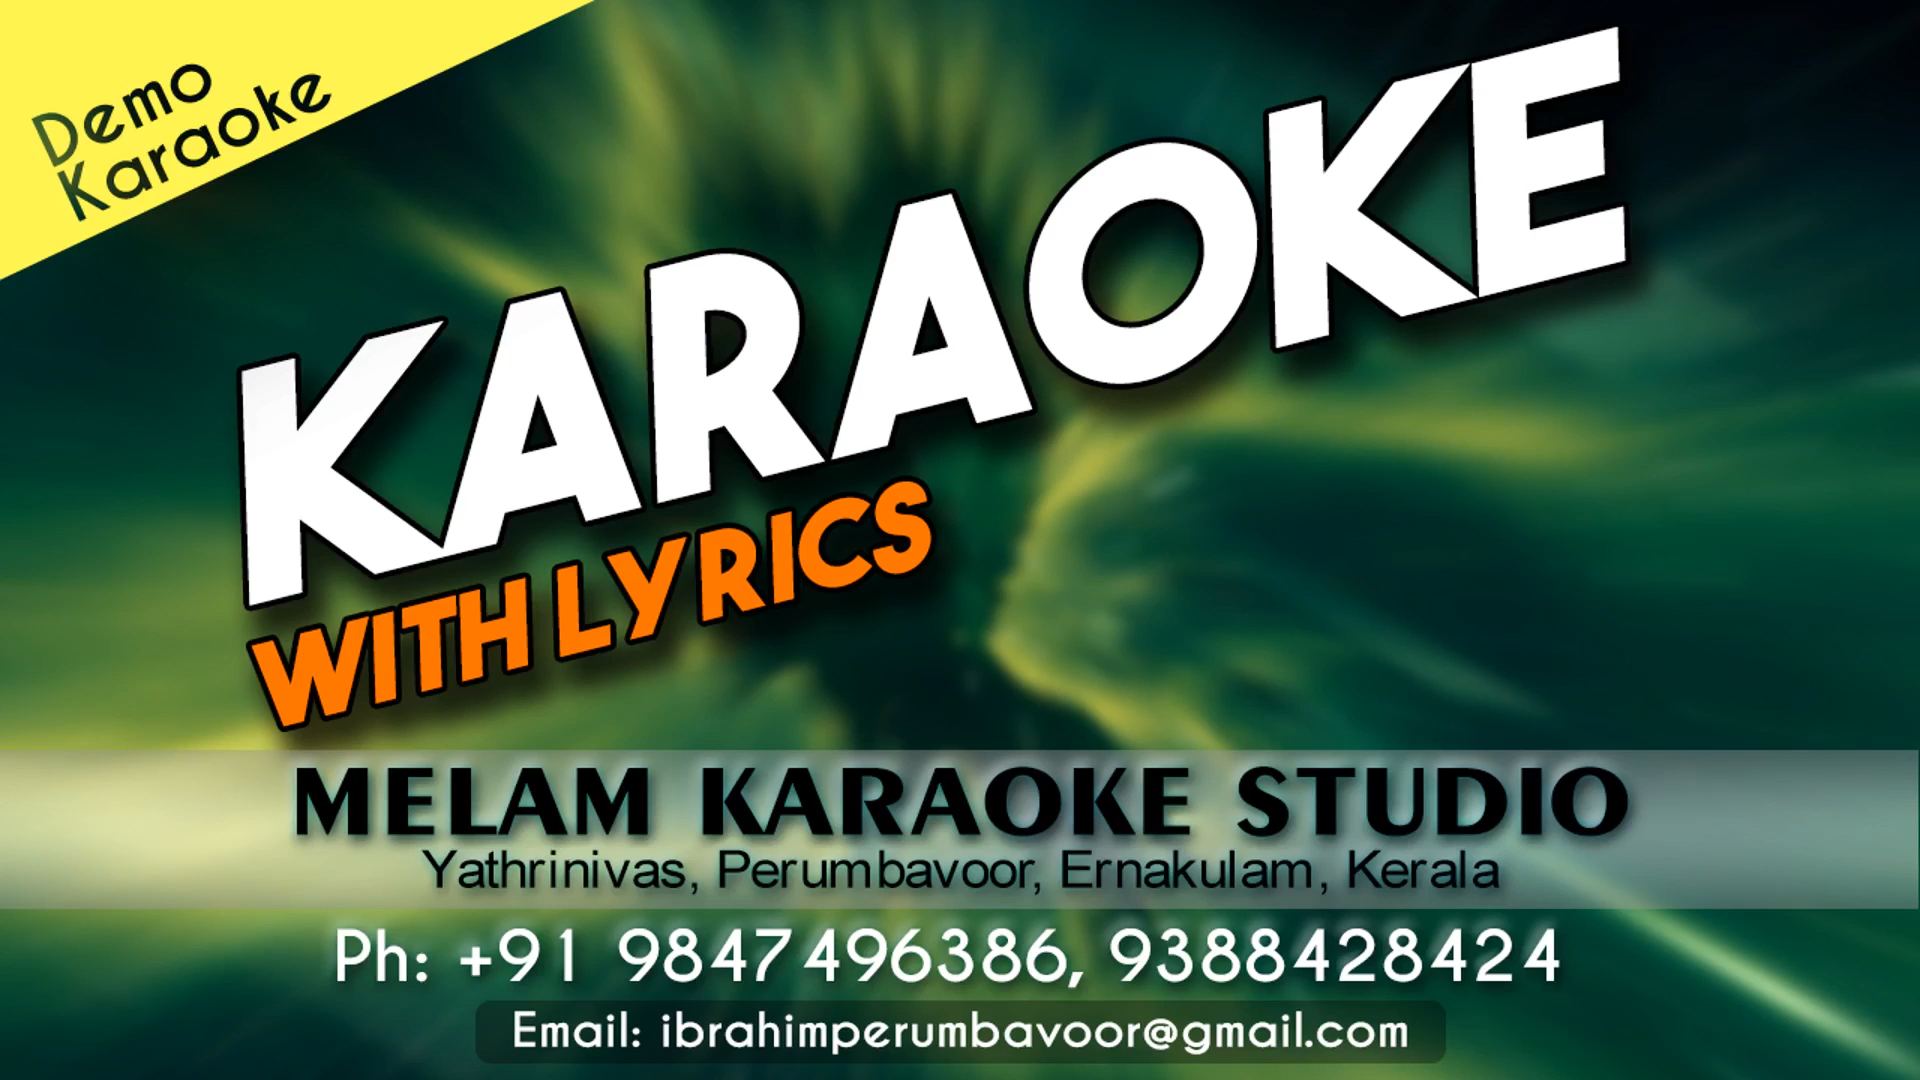 Demo
Karaoke
KARAOKE
WITH LYRICS
MELAM KARAOKE STUDIO
Yathrinivas, Perumbavoor, Ernakulam, Kerala
Ph: +91 9847496386, 9388428424
Email: ibrahimperumbavoor@gmail.com